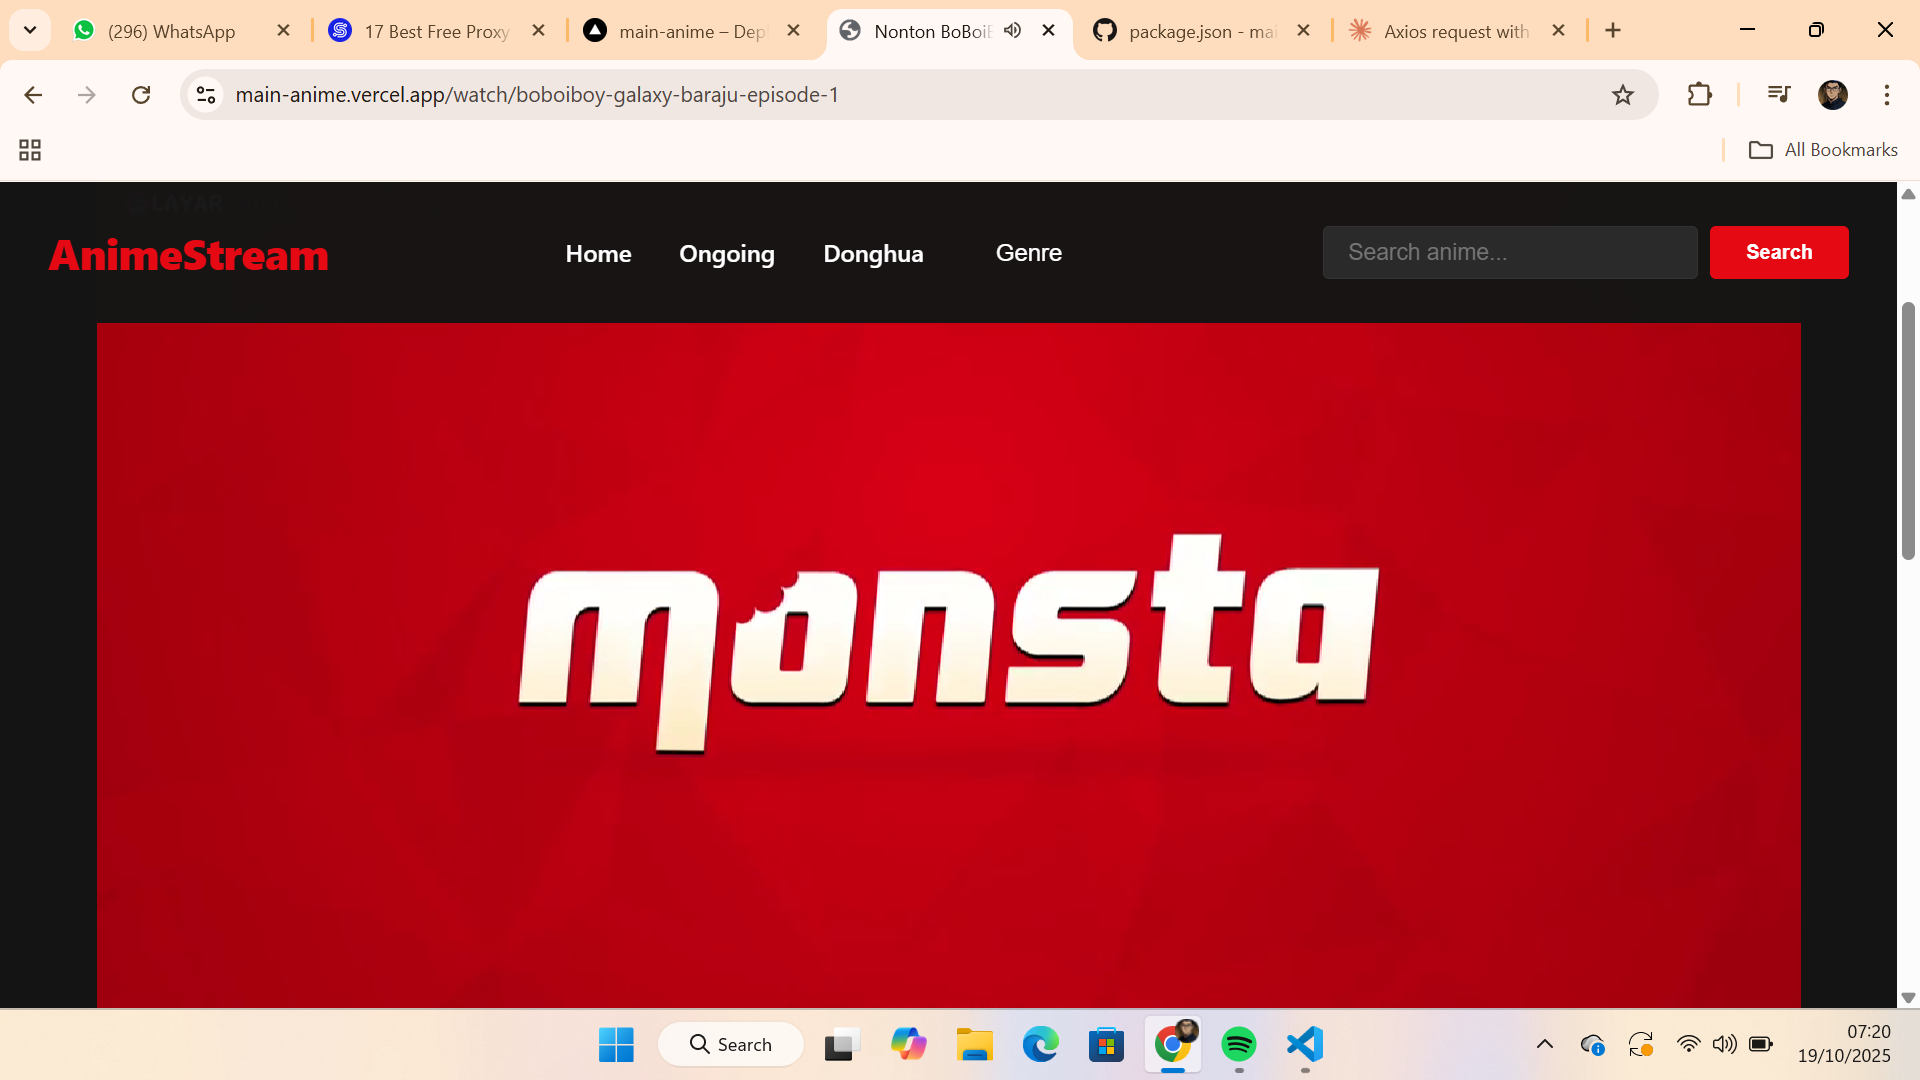 (296) WhatsApp
17 Best Free Proxy
main-anime – Dep
Nonton BoBoiB
package.json - mai
Axios request with
main-anime.vercel.app/watch/boboiboy-galaxy-baraju-episode-1
All Bookmarks
LAYAR
AnimeStream
Home
Ongoing
Donghua
Genre
Search anime...
Search
monsta
Search
07:20
19/10/2025